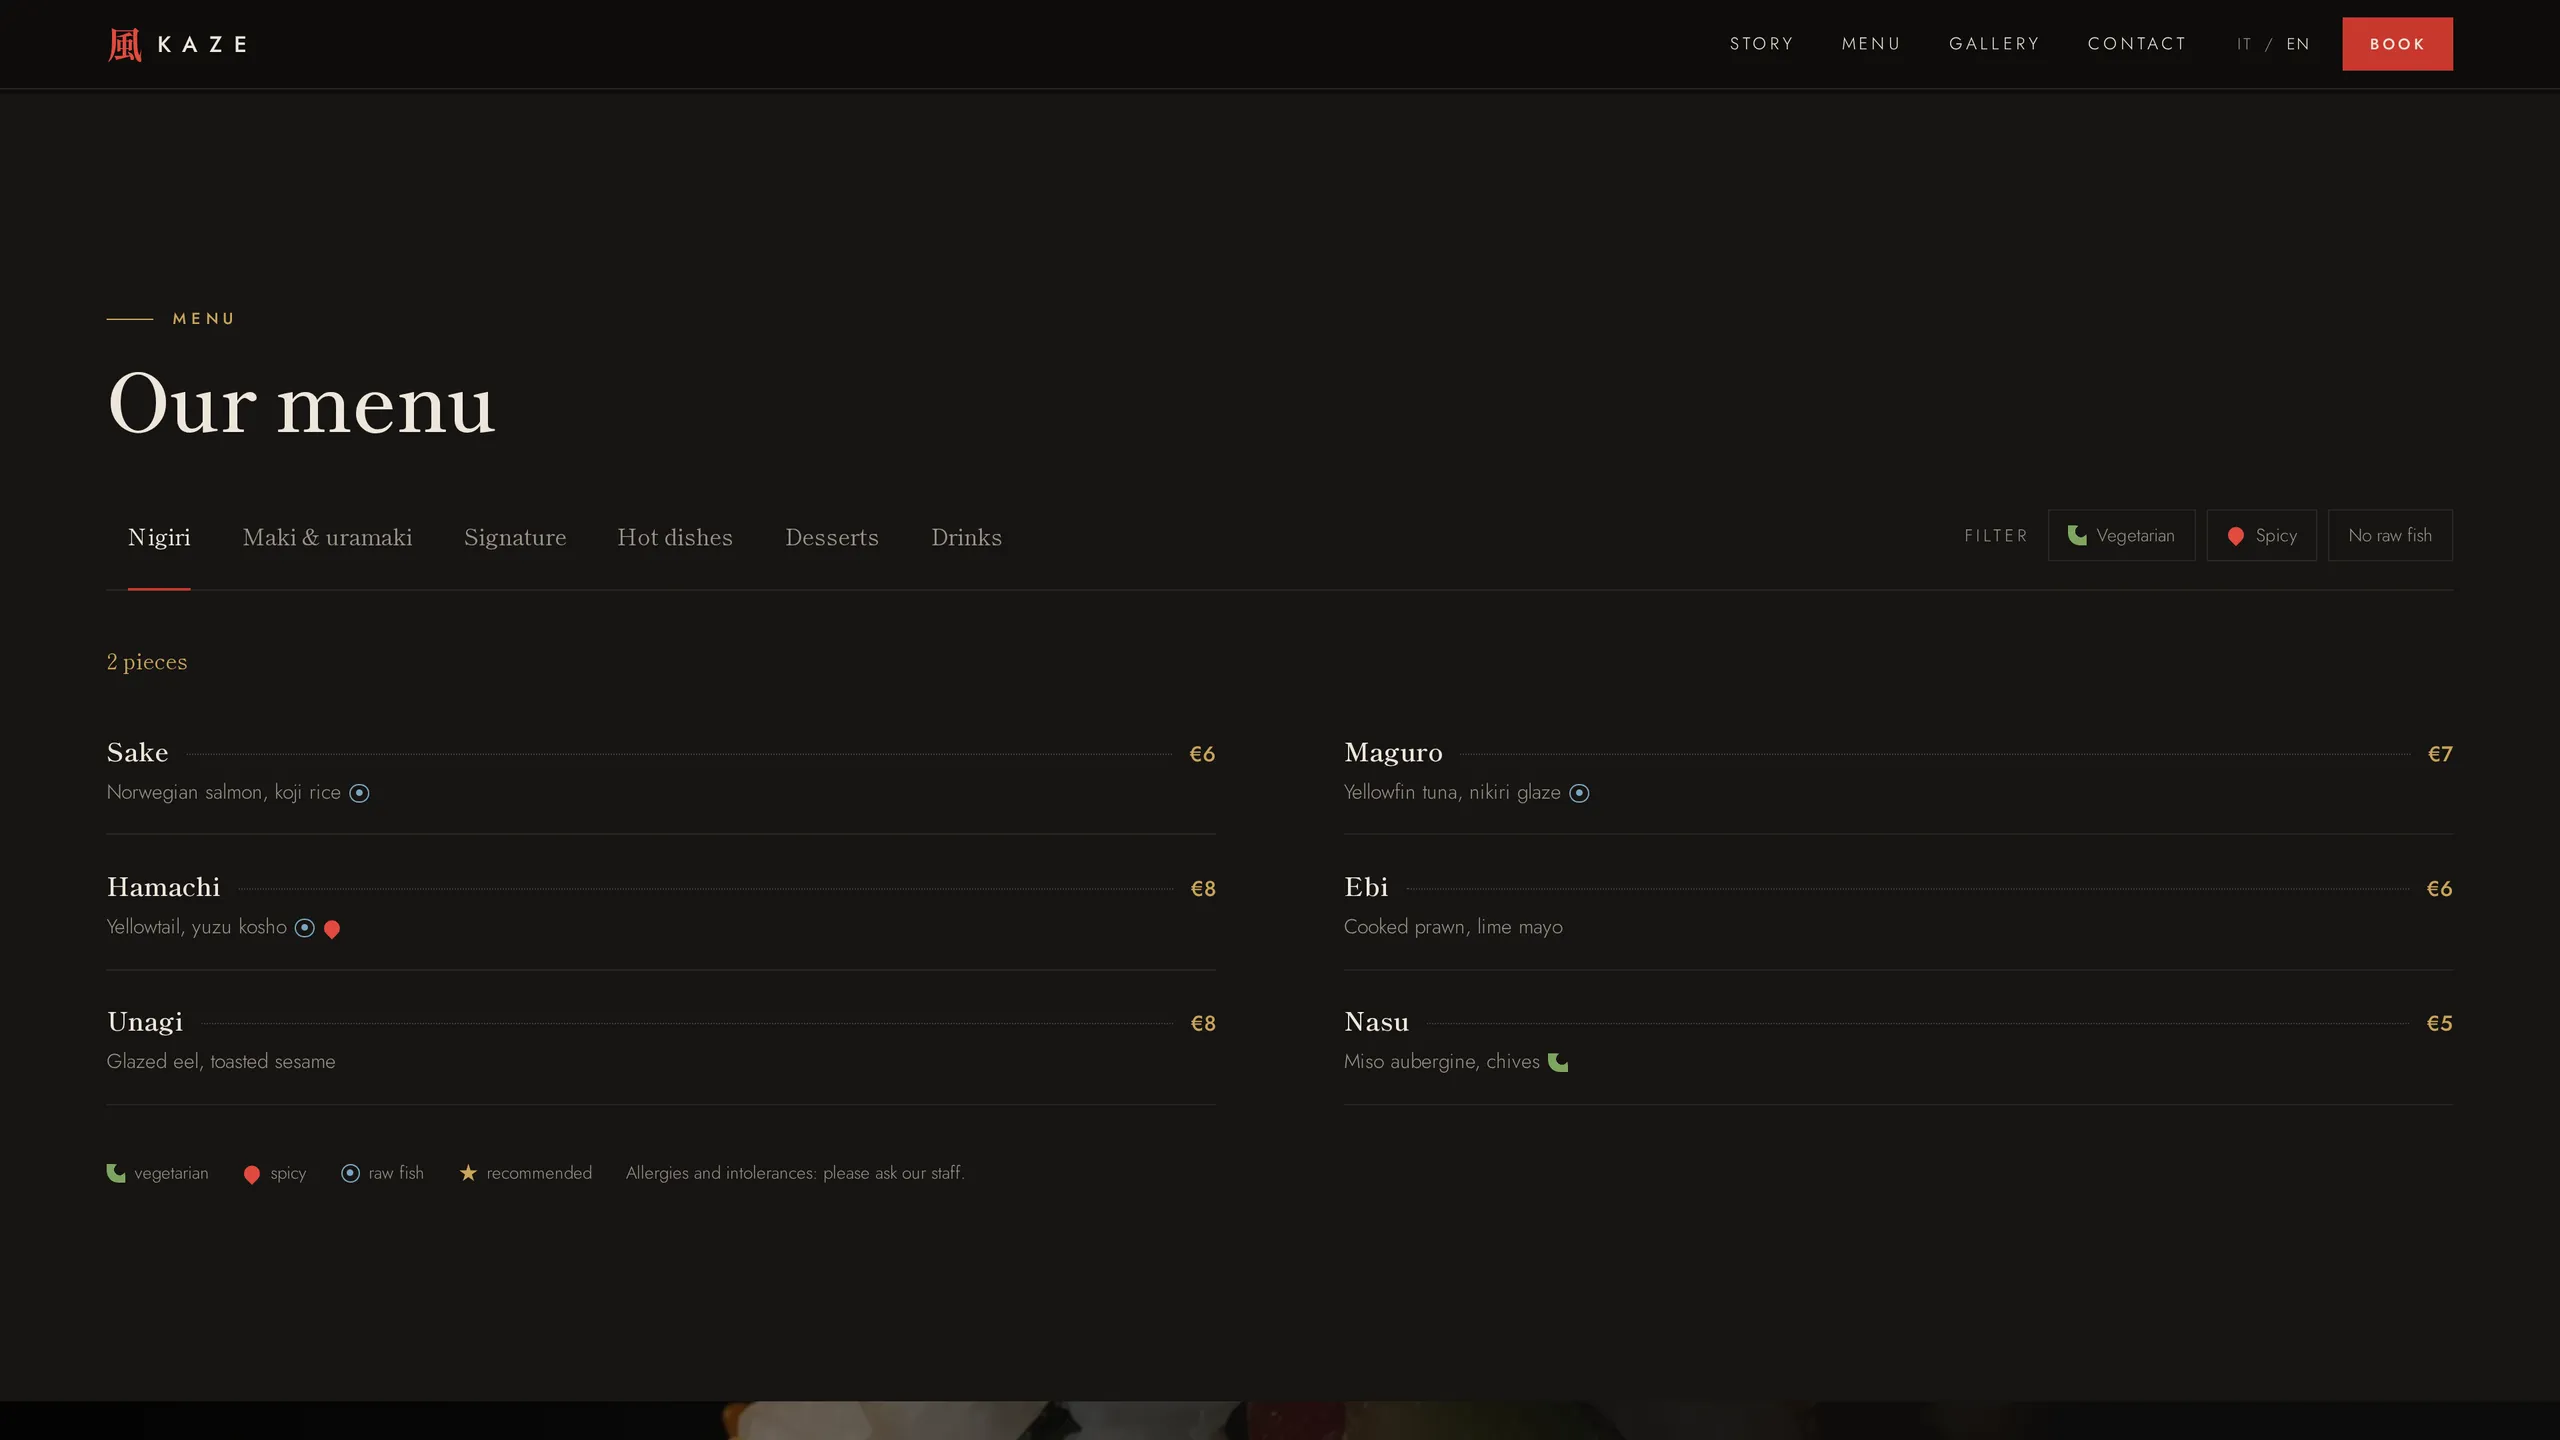 風 KAZE STORY MENU GALLERY CONTACT IT / EN BOOK
MENU
Our menu
Nigiri Maki & uramaki Signature Hot dishes Desserts Drinks FILTER Vegetarian Spicy No raw fish
2 pieces
Sake €6
Norwegian salmon, koji rice
Maguro €7
Yellowfin tuna, nikiri glaze
Hamachi €8
Yellowtail, yuzu kosho
Ebi €6
Cooked prawn, lime mayo
Unagi €8
Glazed eel, toasted sesame
Nasu €5
Miso aubergine, chives
vegetarian spicy raw fish recommended Allergies and intolerances: please ask our staff.